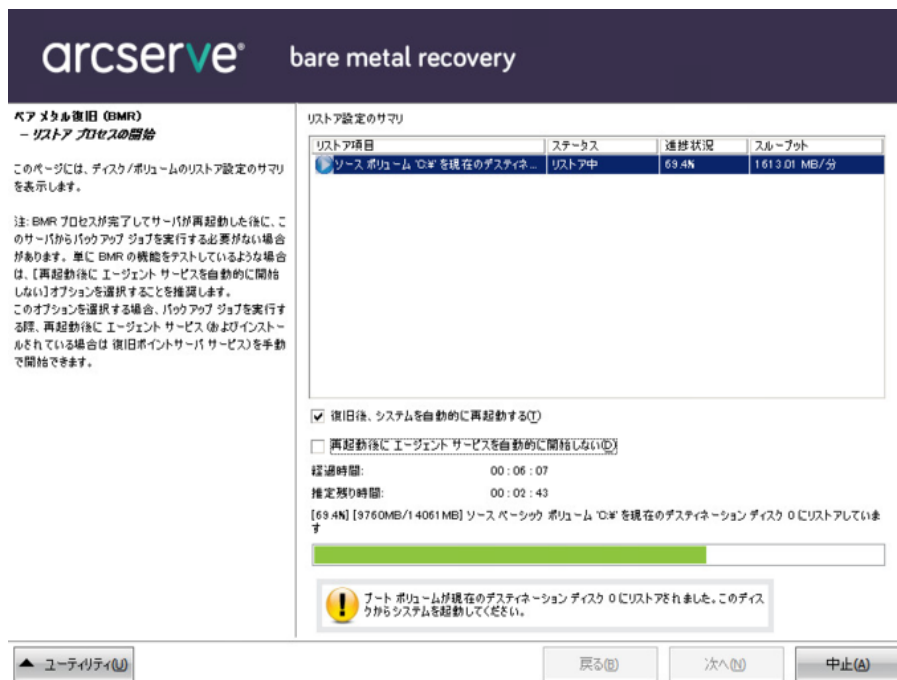 arcserve® bare metal recovery
ベア メタル復旧 (BMR)
- リストア プロセスの開始
このページには、ディスク/ボリュームのリストア設定のサマリ
を表示します。
注: BMR プロセスが完了してサーバが再起動した後に、こ
のサーバからバックアップ ジョブを実行する必要がない場合
があります。単に BMR の機能をテストしているような場合
は、[再起動後に エージェント サービスを自動的に開始
しない]オプションを選択することを推奨します。
このオプションを選択する場合、バックアップ ジョブを実行す
る際、再起動後に エージェント サービス (およびインストー
ルされている場合は 復旧ポイントサーバ サービス)を手動
で開始できます。
リストア設定のサマリ
リストア項目 ステータス 進捗状況 スループット
ソース ボリューム 'C:¥' を現在のデスティネ... リストア中 69.4% 1613.01 MB/分
復旧後、システムを自動的に再起動する(T)
再起動後に エージェント サービスを自動的に開始しない(D)
経過時間: 00 : 06 : 07
推定残り時間: 00 : 02 : 43
[69.4%] [9760MB/14061MB] ソース ベーシック ボリューム 'C:¥' を現在のデスティネーション ディスク 0 にリストアしていま
す
ブート ボリュームが現在のデスティネーション ディスク 0 にリストアされました。このディス
クからシステムを起動してください。
ユーティリティ(U) 戻る(B) 次へ(N) 中止(A)